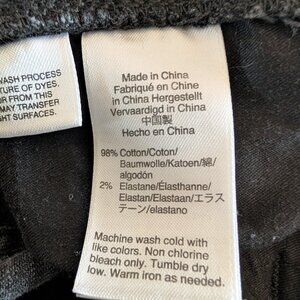 WASH PROCESS
TURE OF DYES.
R FROM THIS
AY TRANSFER
HT SURFACES.
Made in China
Fabriqué en Chine
in China Hergestellt
Vervaardigd in China
中国製
Hecho en China
98% Cotton/Coton/
Baumwolle/Katoen/綿/
algodón
2% Elastane/Élasthanne/
Elastan/Elastaan/エラス
テーン/elastano
Machine wash cold with
like colors. Non chlorine
bleach only. Tumble dry
low. Warm iron as needed.